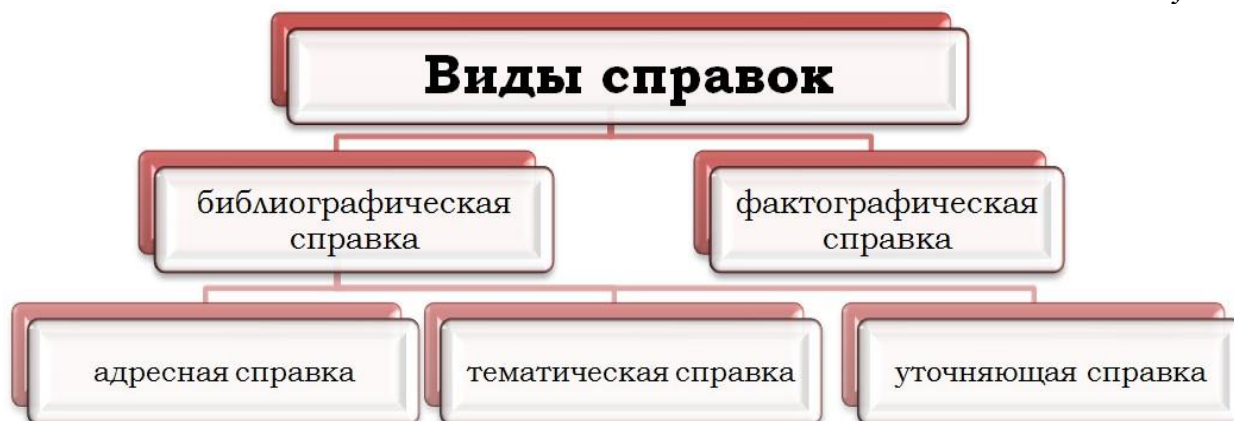 Виды справок
библиографическая
справка
фактографическая
справка
адресная справка
тематическая справка
уточняющая справка